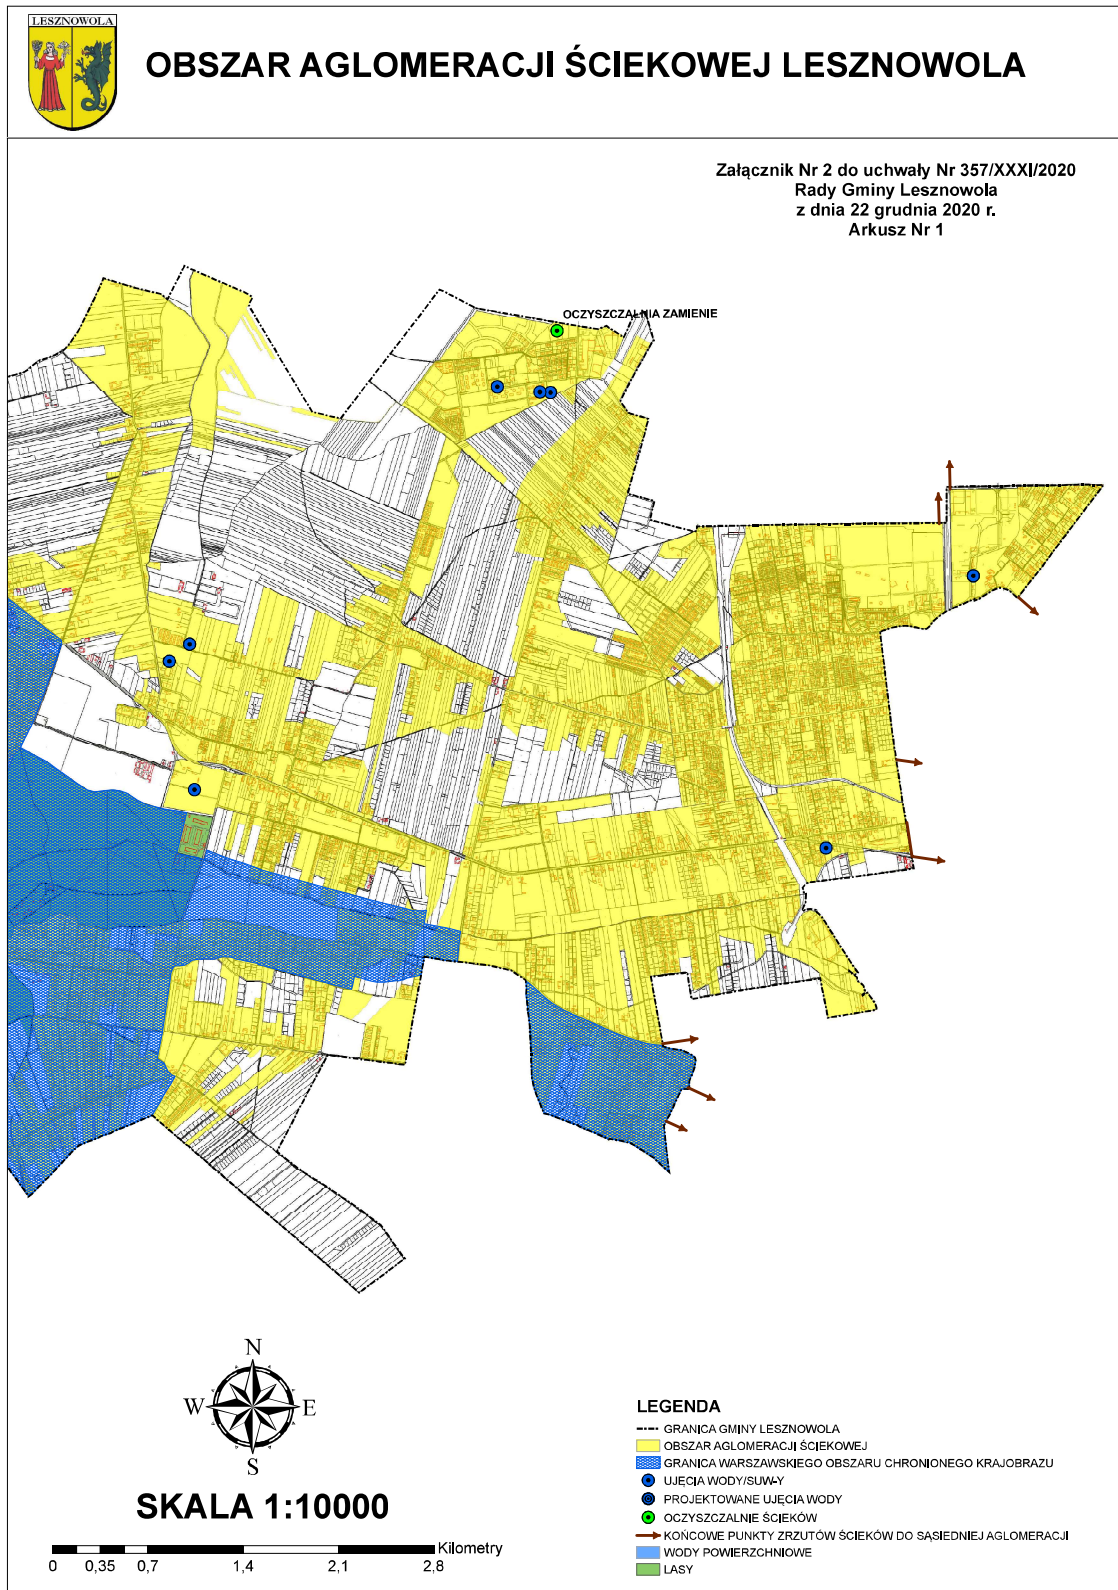 LESZNOWOLA
OBSZAR AGLOMERACJI ŚCIEKOWEJ LESZNOWOLA
Załącznik Nr 2 do uchwały Nr 357/XXXI/2020
Rady Gminy Lesznowola
z dnia 22 grudnia 2020 r.
Arkusz Nr 1
OCZYSZCZALNIA ZAMIENIE
N
W E
S
SKALA 1:10000
Kilometry
0 0,35 0,7 1,4 2,1 2,8
LEGENDA
GRANICA GMINY LESZNOWOLA
OBSZAR AGLOMERACJI ŚCIEKOWEJ
GRANICA WARSZAWSKIEGO OBSZARU CHRONIONEGO KRAJOBRAZU
UJĘCIA WODY/SUW-Y
PROJEKTOWANE UJĘCIA WODY
OCZYSZCZALNIE ŚCIEKÓW
KOŃCOWE PUNKTY ZRZUTÓW ŚCIEKÓW DO SĄSIEDNIEJ AGLOMERACJI
WODY POWIERZCHNIOWE
LASY